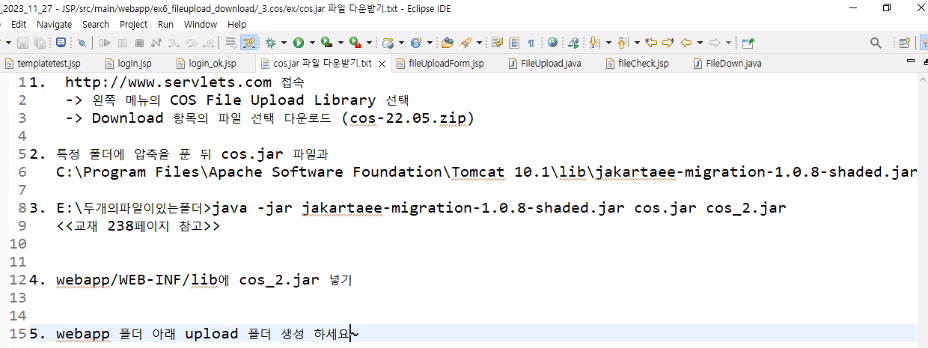 _2023_11_27 - JSP/src/main/webapp/ex6_fileupload_download/_3.cos/ex/cos.jar 파일 다운받기.txt - Eclipse IDE
Edit Navigate Search Project Run Window Help
templatetest.jsp login.jsp login_ok.jsp cos.jar 파일 다운받기.txt fileUploadForm.jsp FileUpload.java fileCheck.jsp FileDown.java
1 1. http://www.servlets.com 접속
2 -> 왼쪽 메뉴의 COS File Upload Library 선택
3 -> Download 항목의 파일 선택 다운로드 (cos-22.05.zip)
4
5 2. 특정 폴더에 압축을 푼 뒤 cos.jar 파일과
6 C:\Program Files\Apache Software Foundation\Tomcat 10.1\lib\jakartaee-migration-1.0.8-shaded.jar
7
8 3. E:\두개의파일이있는폴더>java -jar jakartaee-migration-1.0.8-shaded.jar cos.jar cos_2.jar
9 <<교재 238페이지 참고>>
10
11
12 4. webapp/WEB-INF/lib에 cos_2.jar 넣기
13
14
15 5. webapp 폴더 아래 upload 폴더 생성 하세요~